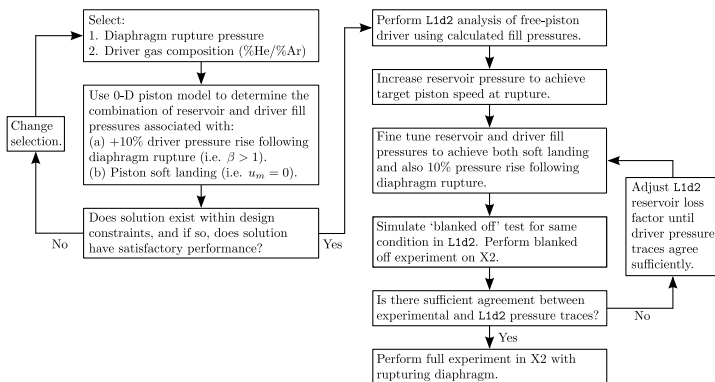 Select:
1. Diaphragm rupture pressure
2. Driver gas composition (%He/%Ar)
Use 0-D piston model to determine the
combination of reservoir and driver fill
pressures associated with:
(a) +10% driver pressure rise following
diaphragm rupture (i.e. β > 1).
(b) Piston soft landing (i.e. uₘ = 0).
Change
selection.
Does solution exist within design
constraints, and if so, does solution
have satisfactory performance?
No
Yes
Perform L1d2 analysis of free-piston
driver using calculated fill pressures.
Increase reservoir pressure to achieve
target piston speed at rupture.
Fine tune reservoir and driver fill
pressures to achieve both soft landing
and also 10% pressure rise following
diaphragm rupture.
Simulate ‘blanked off’ test for same
condition in L1d2. Perform blanked
off experiment on X2.
Adjust L1d2
reservoir loss
factor until
driver pressure
traces agree
sufficiently.
Is there sufficient agreement between
experimental and L1d2 pressure traces?
No
Yes
Perform full experiment in X2 with
rupturing diaphragm.